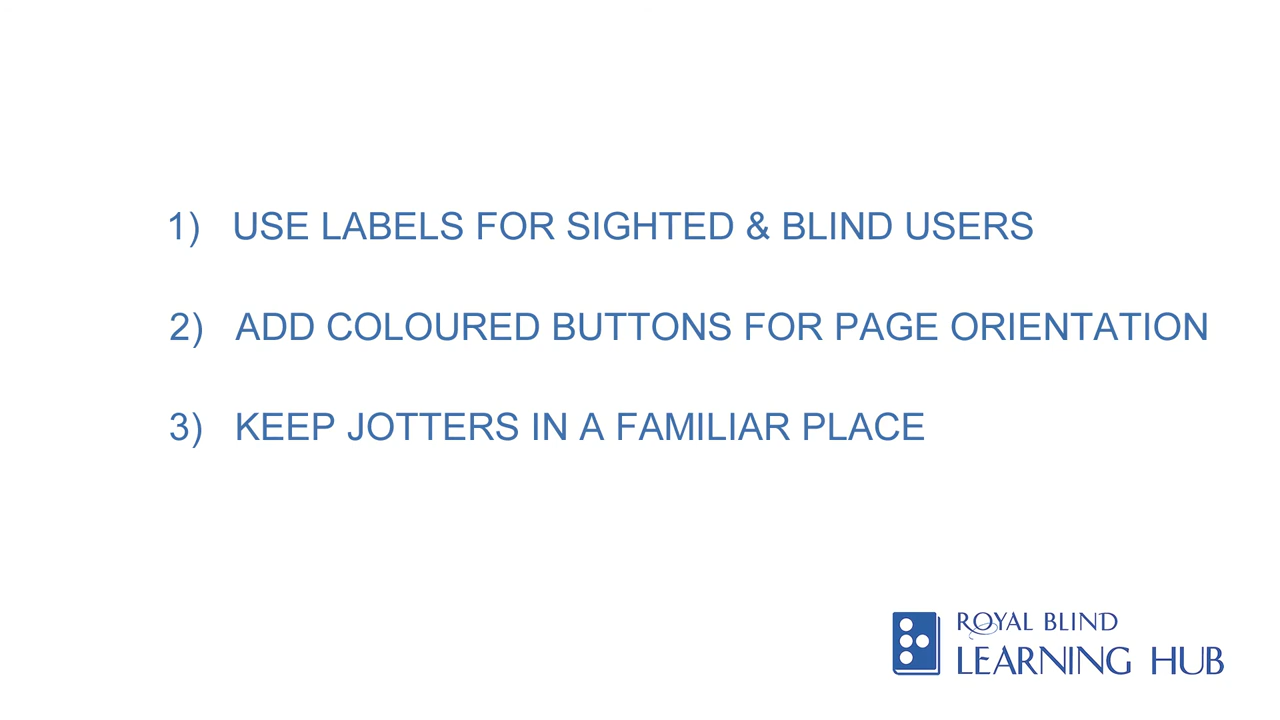 1) USE LABELS FOR SIGHTED & BLIND USERS
2) ADD COLOURED BUTTONS FOR PAGE ORIENTATION
3) KEEP JOTTERS IN A FAMILIAR PLACE
ROYAL BLIND
LEARNING HUB